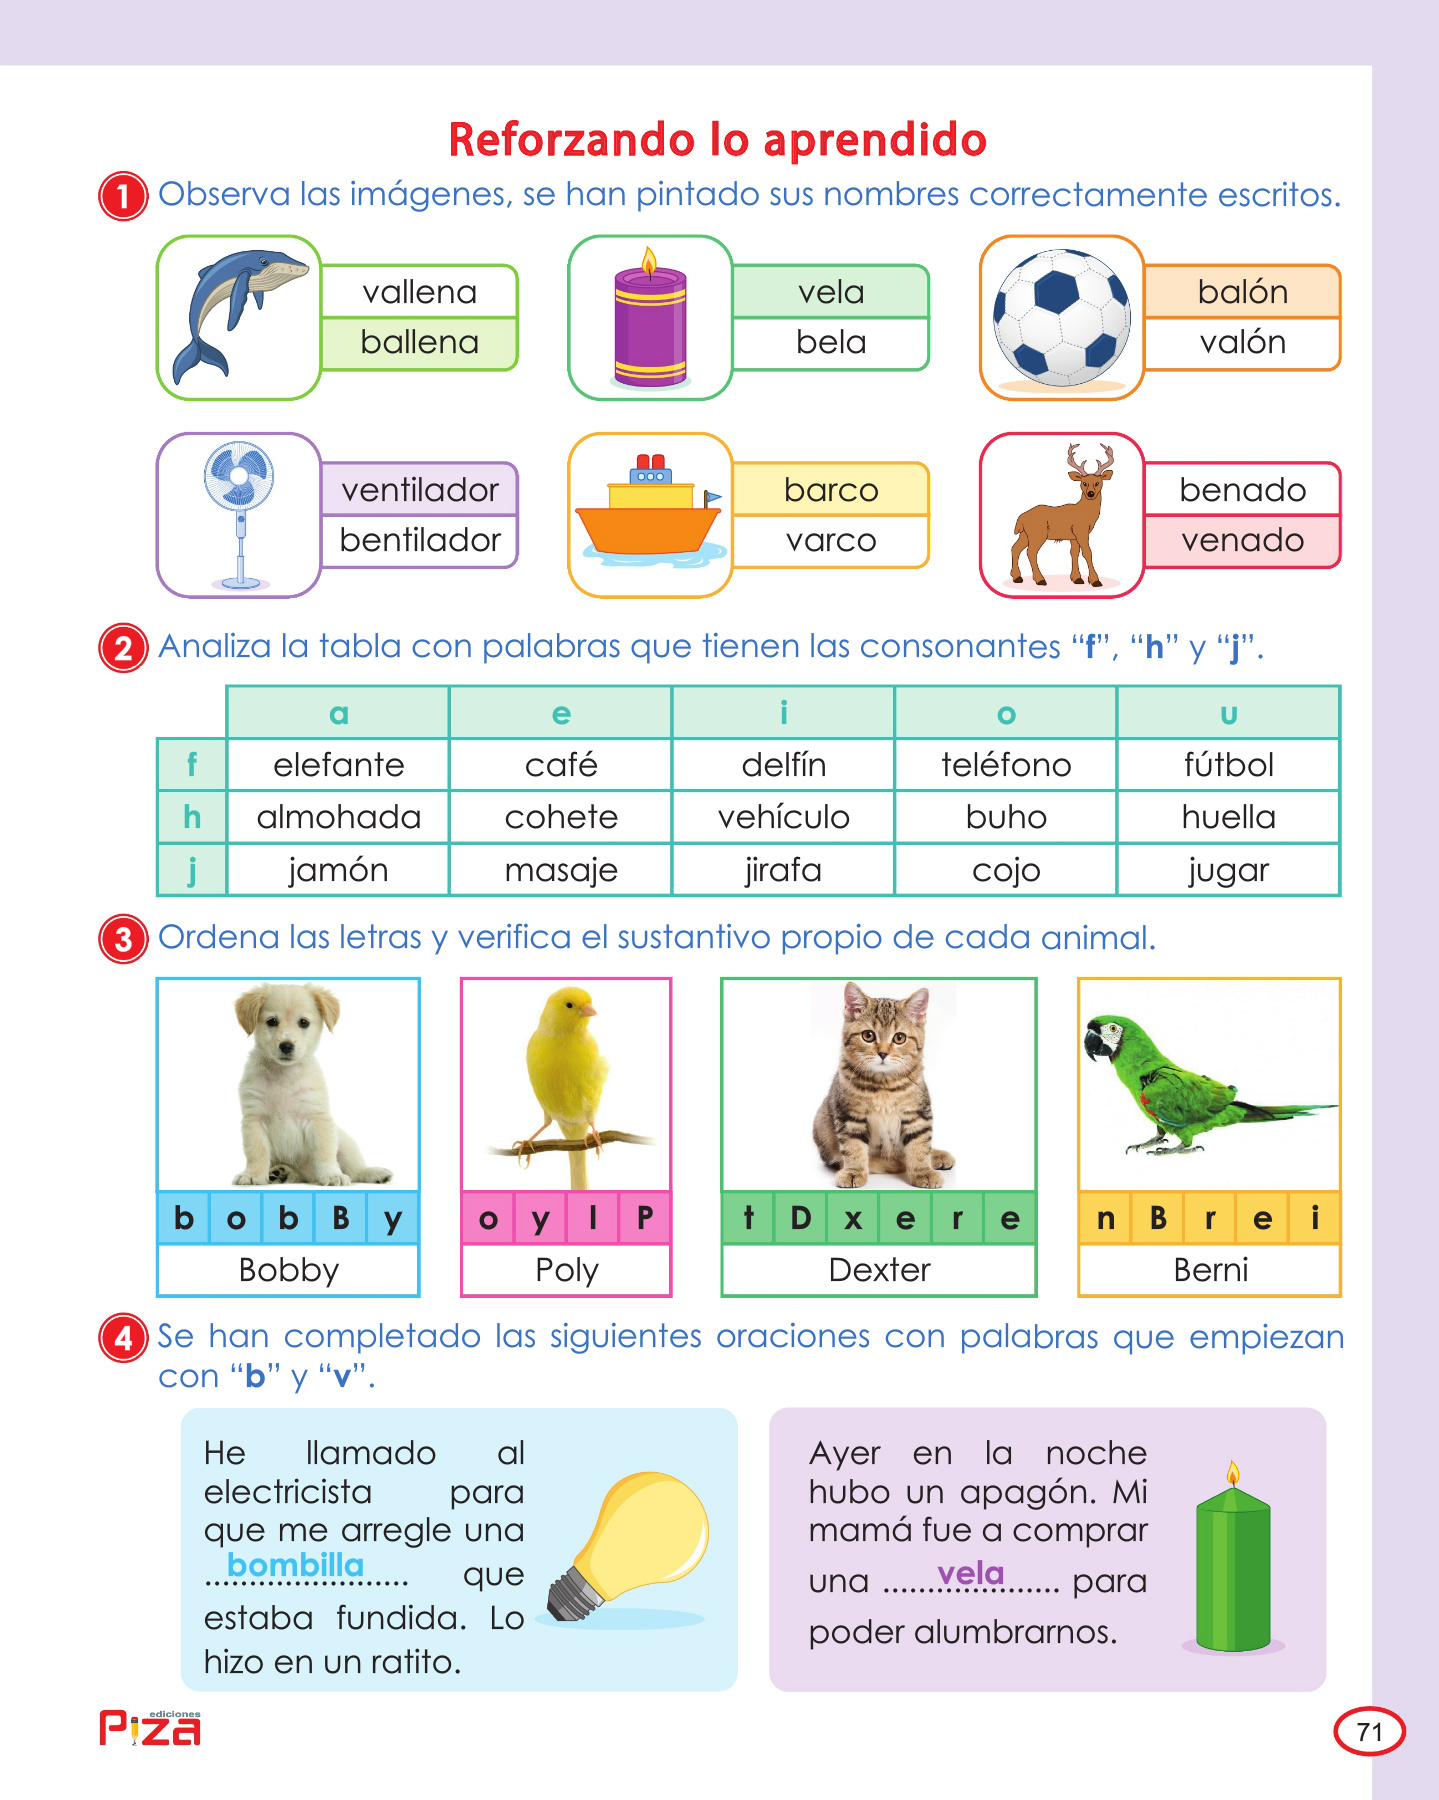 Reforzando lo aprendido
1 Observa las imágenes, se han pintado sus nombres correctamente escritos.
vallena
ballena
vela
bela
balón
valón
ventilador
bentilador
barco
varco
benado
venado
2 Analiza la tabla con palabras que tienen las consonantes “f”, “h” y “j”.
a e i o u
f elefante café delfín teléfono fútbol
h almohada cohete vehículo buho huella
j jamón masaje jirafa cojo jugar
3 Ordena las letras y verifica el sustantivo propio de cada animal.
b o b B y
Bobby
o y l P
Poly
t D x e r e
Dexter
n B r e i
Berni
4 Se han completado las siguientes oraciones con palabras que empiezan
con “b” y “v”.
He llamado al
electricista para
que me arregle una
bombilla que
estaba fundida. Lo
hizo en un ratito.
Ayer en la noche
hubo un apagón. Mi
mamá fue a comprar
una vela para
poder alumbrarnos.
ediciones
Piza
71